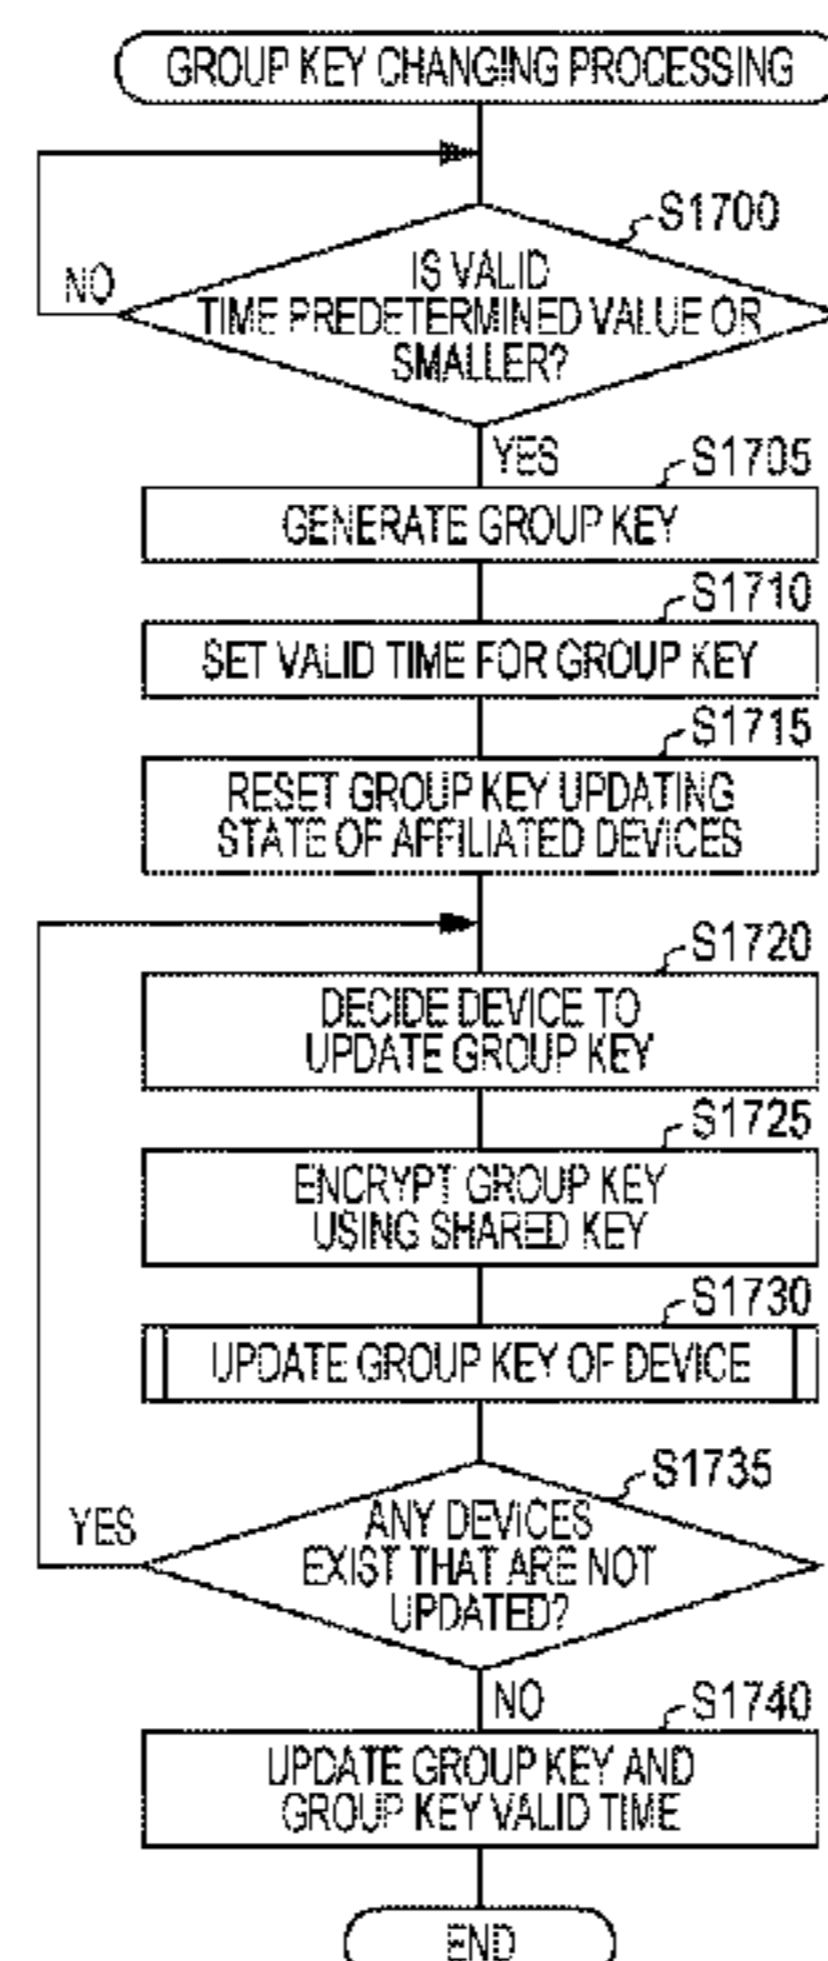 GROUP KEY CHANGING PROCESSING
S1700
NO
IS VALID
TIME PREDETERMINED VALUE OR
SMALLER?
YES
S1705
GENERATE GROUP KEY
S1710
SET VALID TIME FOR GROUP KEY
S1715
RESET GROUP KEY UPDATING
STATE OF AFFILIATED DEVICES
S1720
DECIDE DEVICE TO
UPDATE GROUP KEY
S1725
ENCRYPT GROUP KEY
USING SHARED KEY
S1730
UPDATE GROUP KEY OF DEVICE
S1735
YES
ANY DEVICES
EXIST THAT ARE NOT
UPDATED?
NO
S1740
UPDATE GROUP KEY AND
GROUP KEY VALID TIME
END